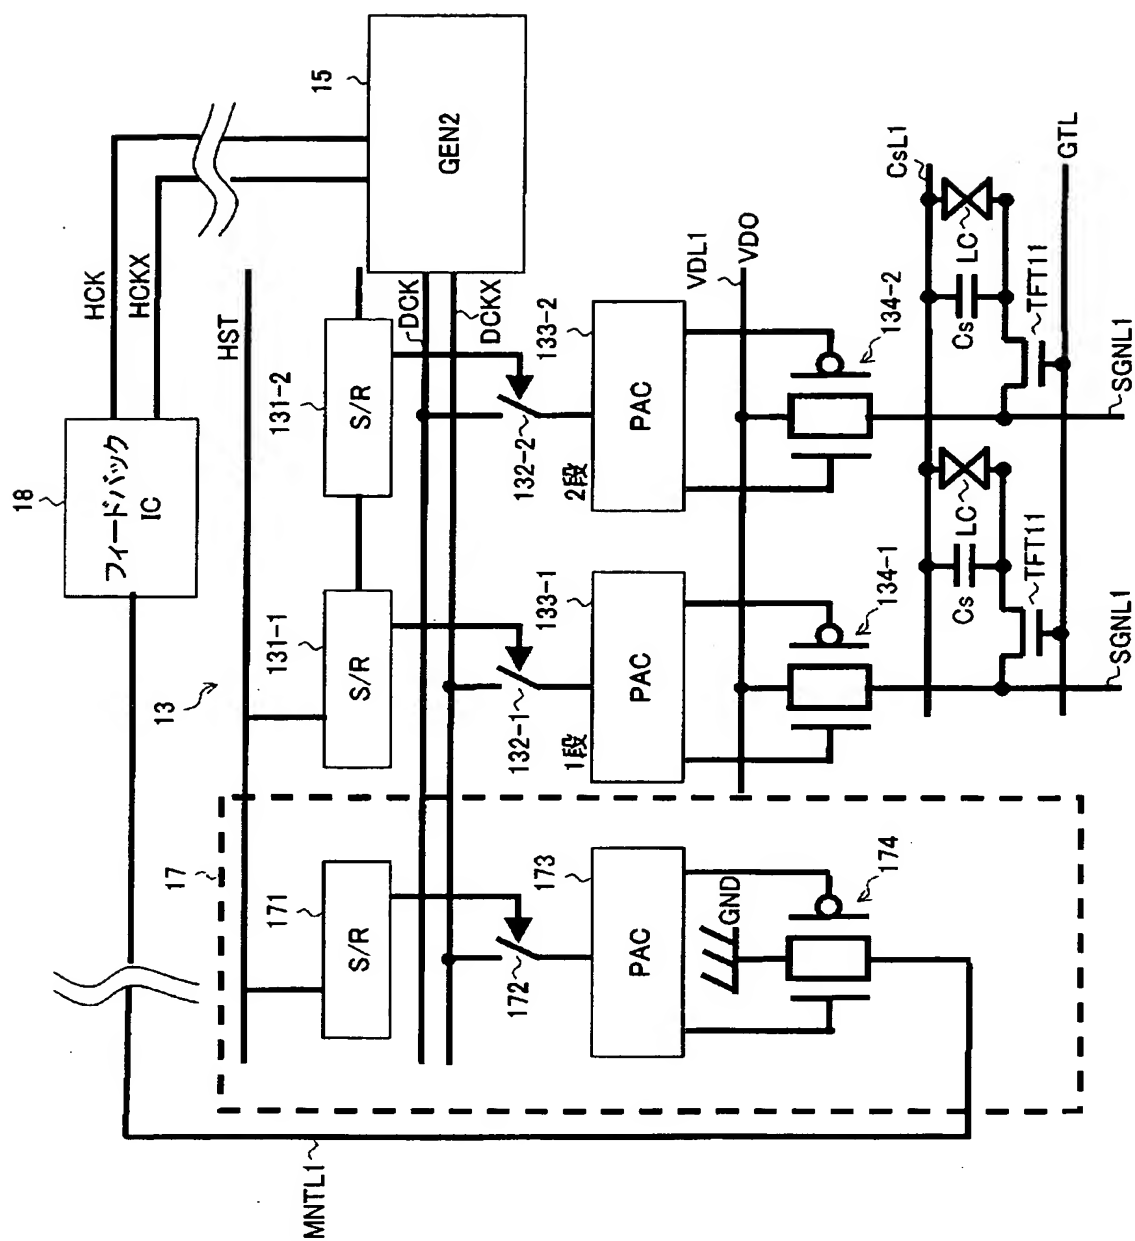 18
フィードバック
IC
HCK
HCKX
15
GEN2
13
HST
17
171
S/R
131-1
S/R
131-2
S/R
DCK
DCKX
172
132-1
132-2
173
PAC
1段
133-1
PAC
2段
133-2
PAC
GND
VDL1
VDO
174
134-1
134-2
CsL1
Cs
LC
Cs
LC
TFT11
TFT11
GTL
SGNL1
SGNL1
MNTL1